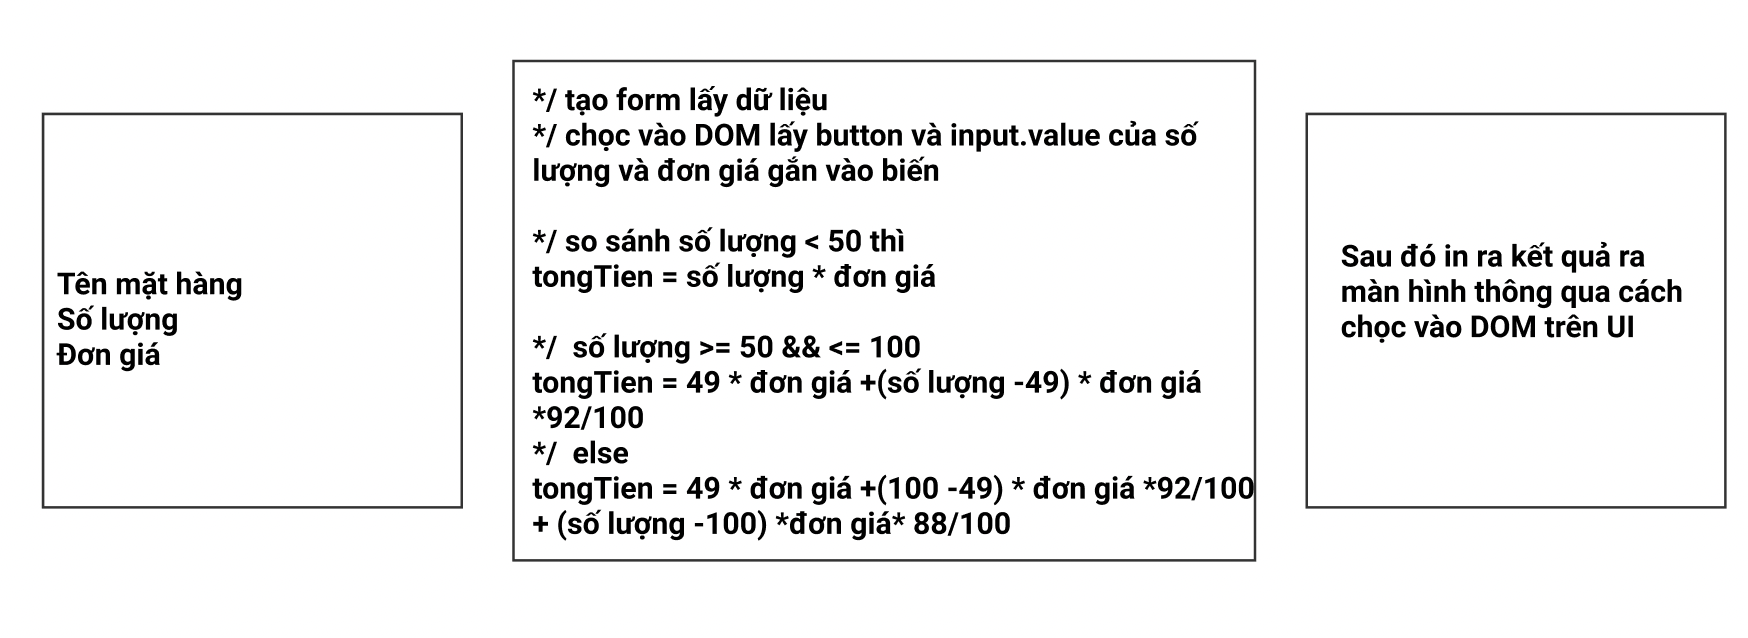 Tên mặt hàng
Số lượng
Đơn giá
*/ tạo form lấy dữ liệu
*/ chọc vào DOM lấy button và input.value của số
lượng và đơn giá gắn vào biến
*/ so sánh số lượng < 50 thì
tongTien = số lượng * đơn giá
*/  số lượng >= 50 && <= 100
tongTien = 49 * đơn giá +(số lượng -49) * đơn giá
*92/100
*/  else
tongTien = 49 * đơn giá +(100 -49) * đơn giá *92/100
+ (số lượng -100) *đơn giá* 88/100
Sau đó in ra kết quả ra
màn hình thông qua cách
chọc vào DOM trên UI